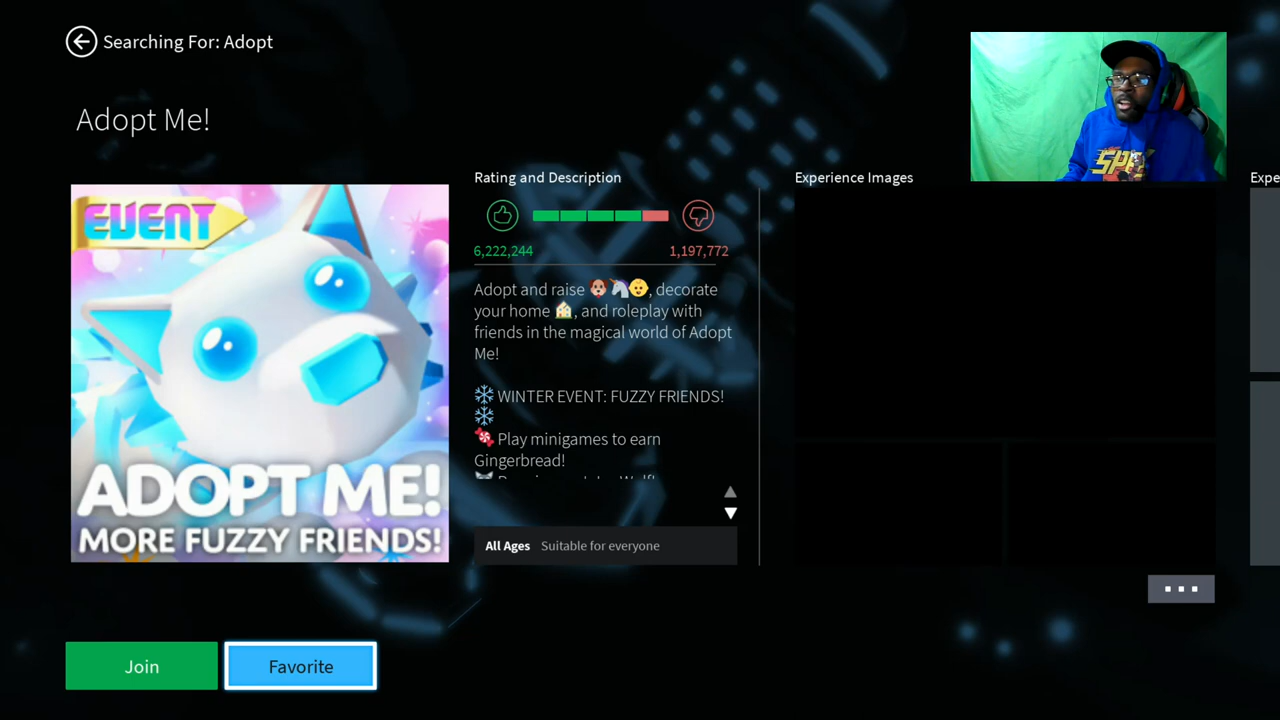 Searching For: Adopt
Adopt Me!
EVENT
ADOPT ME!
MORE FUZZY FRIENDS!
Rating and Description
6,222,244
1,197,772
Adopt and raise 🐶🦄👶, decorate
your home 🏠, and roleplay with
friends in the magical world of Adopt
Me!
❄️ WINTER EVENT: FUZZY FRIENDS!
❄️
🍬 Play minigames to earn
Gingerbread!
All Ages Suitable for everyone
Experience Images
Expe
Join
Favorite